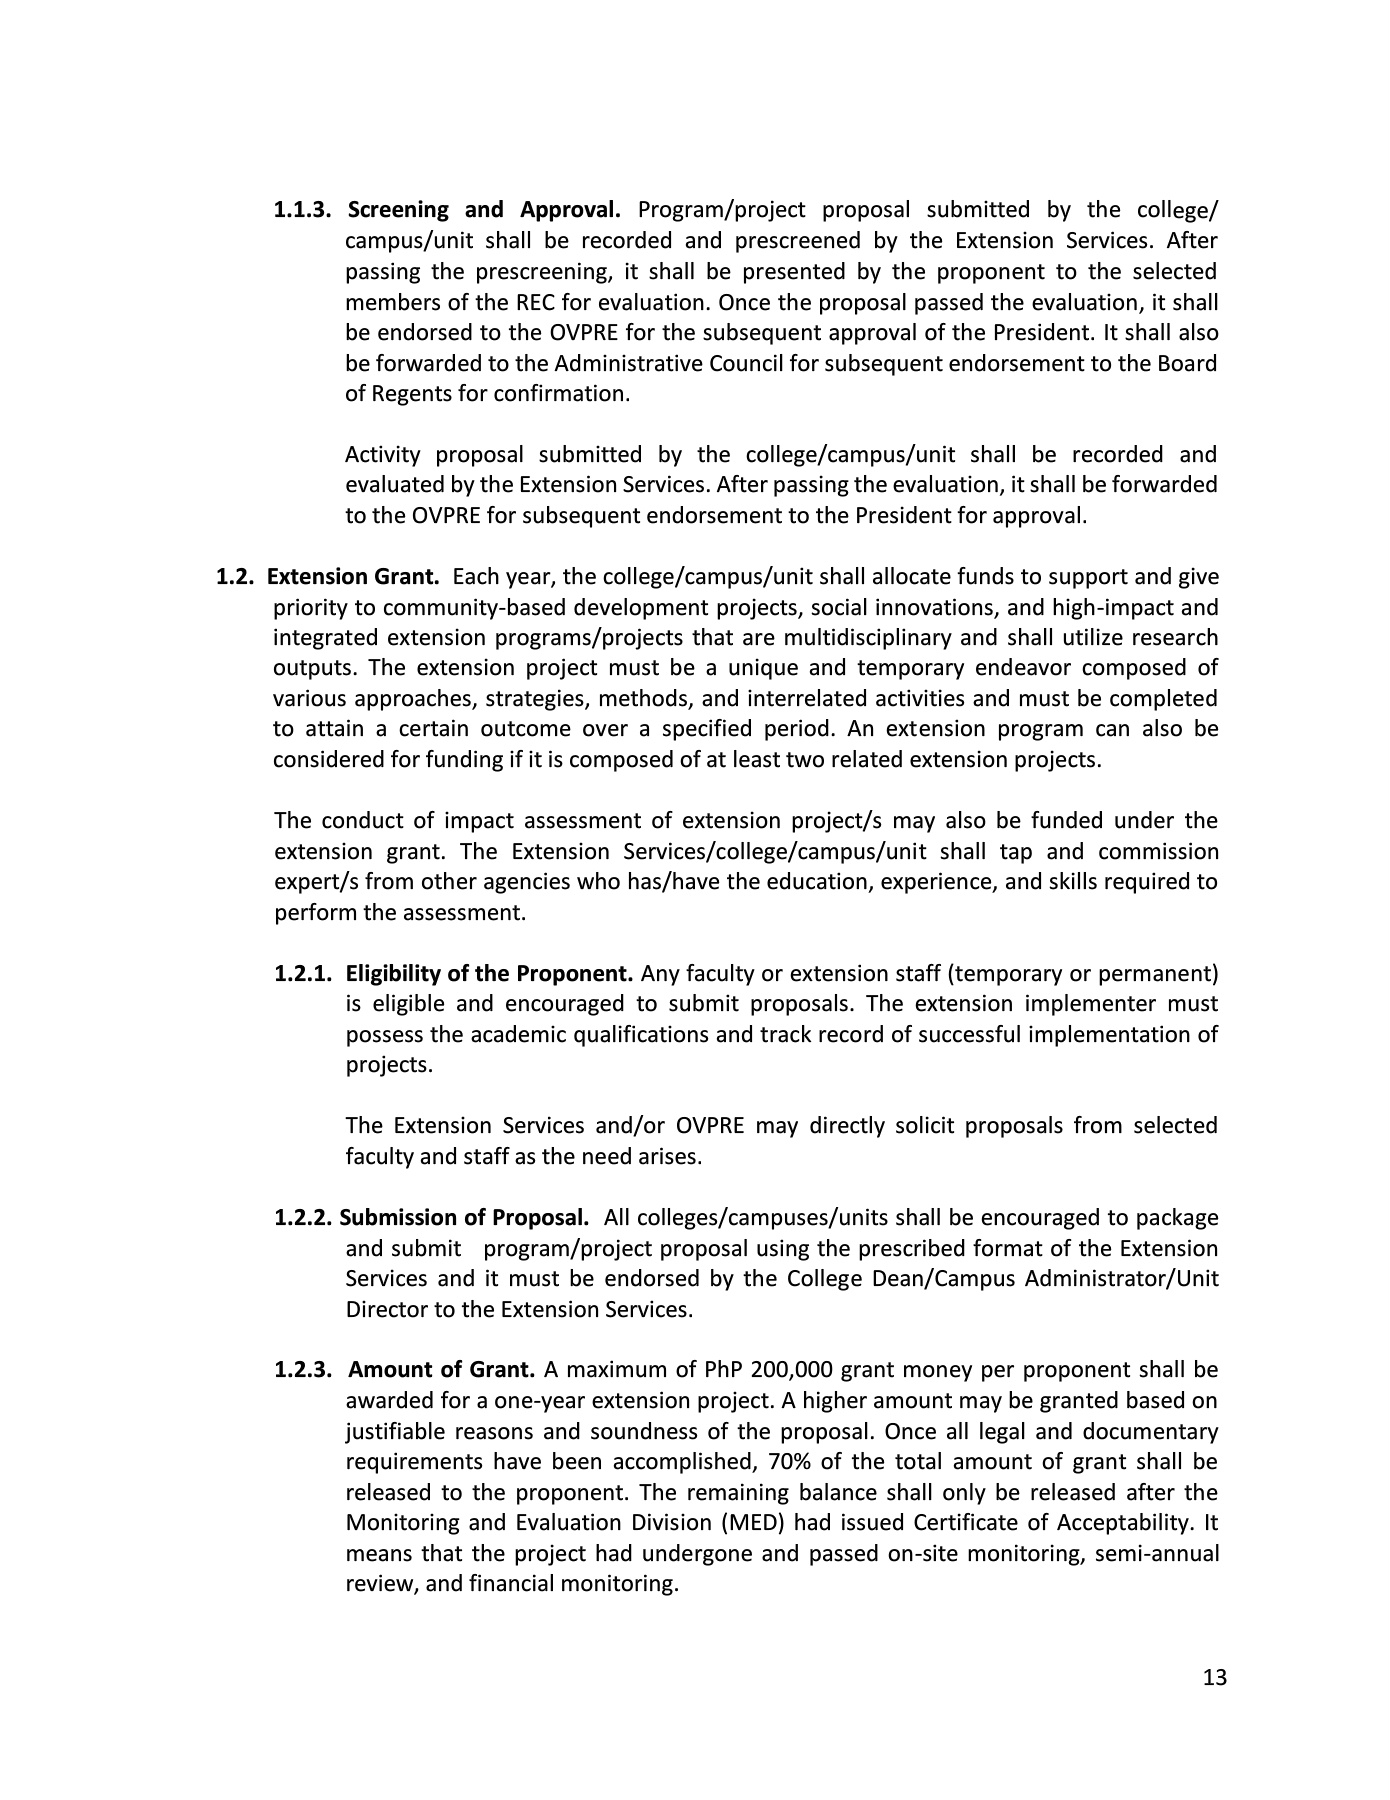 1.1.3. Screening and Approval. Program/project proposal submitted by the college/
campus/unit shall be recorded and prescreened by the Extension Services. After
passing the prescreening, it shall be presented by the proponent to the selected
members of the REC for evaluation. Once the proposal passed the evaluation, it shall
be endorsed to the OVPRE for the subsequent approval of the President. It shall also
be forwarded to the Administrative Council for subsequent endorsement to the Board
of Regents for confirmation.
Activity proposal submitted by the college/campus/unit shall be recorded and
evaluated by the Extension Services. After passing the evaluation, it shall be forwarded
to the OVPRE for subsequent endorsement to the President for approval.
1.2. Extension Grant. Each year, the college/campus/unit shall allocate funds to support and give
priority to community-based development projects, social innovations, and high-impact and
integrated extension programs/projects that are multidisciplinary and shall utilize research
outputs. The extension project must be a unique and temporary endeavor composed of
various approaches, strategies, methods, and interrelated activities and must be completed
to attain a certain outcome over a specified period. An extension program can also be
considered for funding if it is composed of at least two related extension projects.
The conduct of impact assessment of extension project/s may also be funded under the
extension grant. The Extension Services/college/campus/unit shall tap and commission
expert/s from other agencies who has/have the education, experience, and skills required to
perform the assessment.
1.2.1. Eligibility of the Proponent. Any faculty or extension staff (temporary or permanent)
is eligible and encouraged to submit proposals. The extension implementer must
possess the academic qualifications and track record of successful implementation of
projects.
The Extension Services and/or OVPRE may directly solicit proposals from selected
faculty and staff as the need arises.
1.2.2. Submission of Proposal. All colleges/campuses/units shall be encouraged to package
and submit program/project proposal using the prescribed format of the Extension
Services and it must be endorsed by the College Dean/Campus Administrator/Unit
Director to the Extension Services.
1.2.3. Amount of Grant. A maximum of PhP 200,000 grant money per proponent shall be
awarded for a one-year extension project. A higher amount may be granted based on
justifiable reasons and soundness of the proposal. Once all legal and documentary
requirements have been accomplished, 70% of the total amount of grant shall be
released to the proponent. The remaining balance shall only be released after the
Monitoring and Evaluation Division (MED) had issued Certificate of Acceptability. It
means that the project had undergone and passed on-site monitoring, semi-annual
review, and financial monitoring.
13